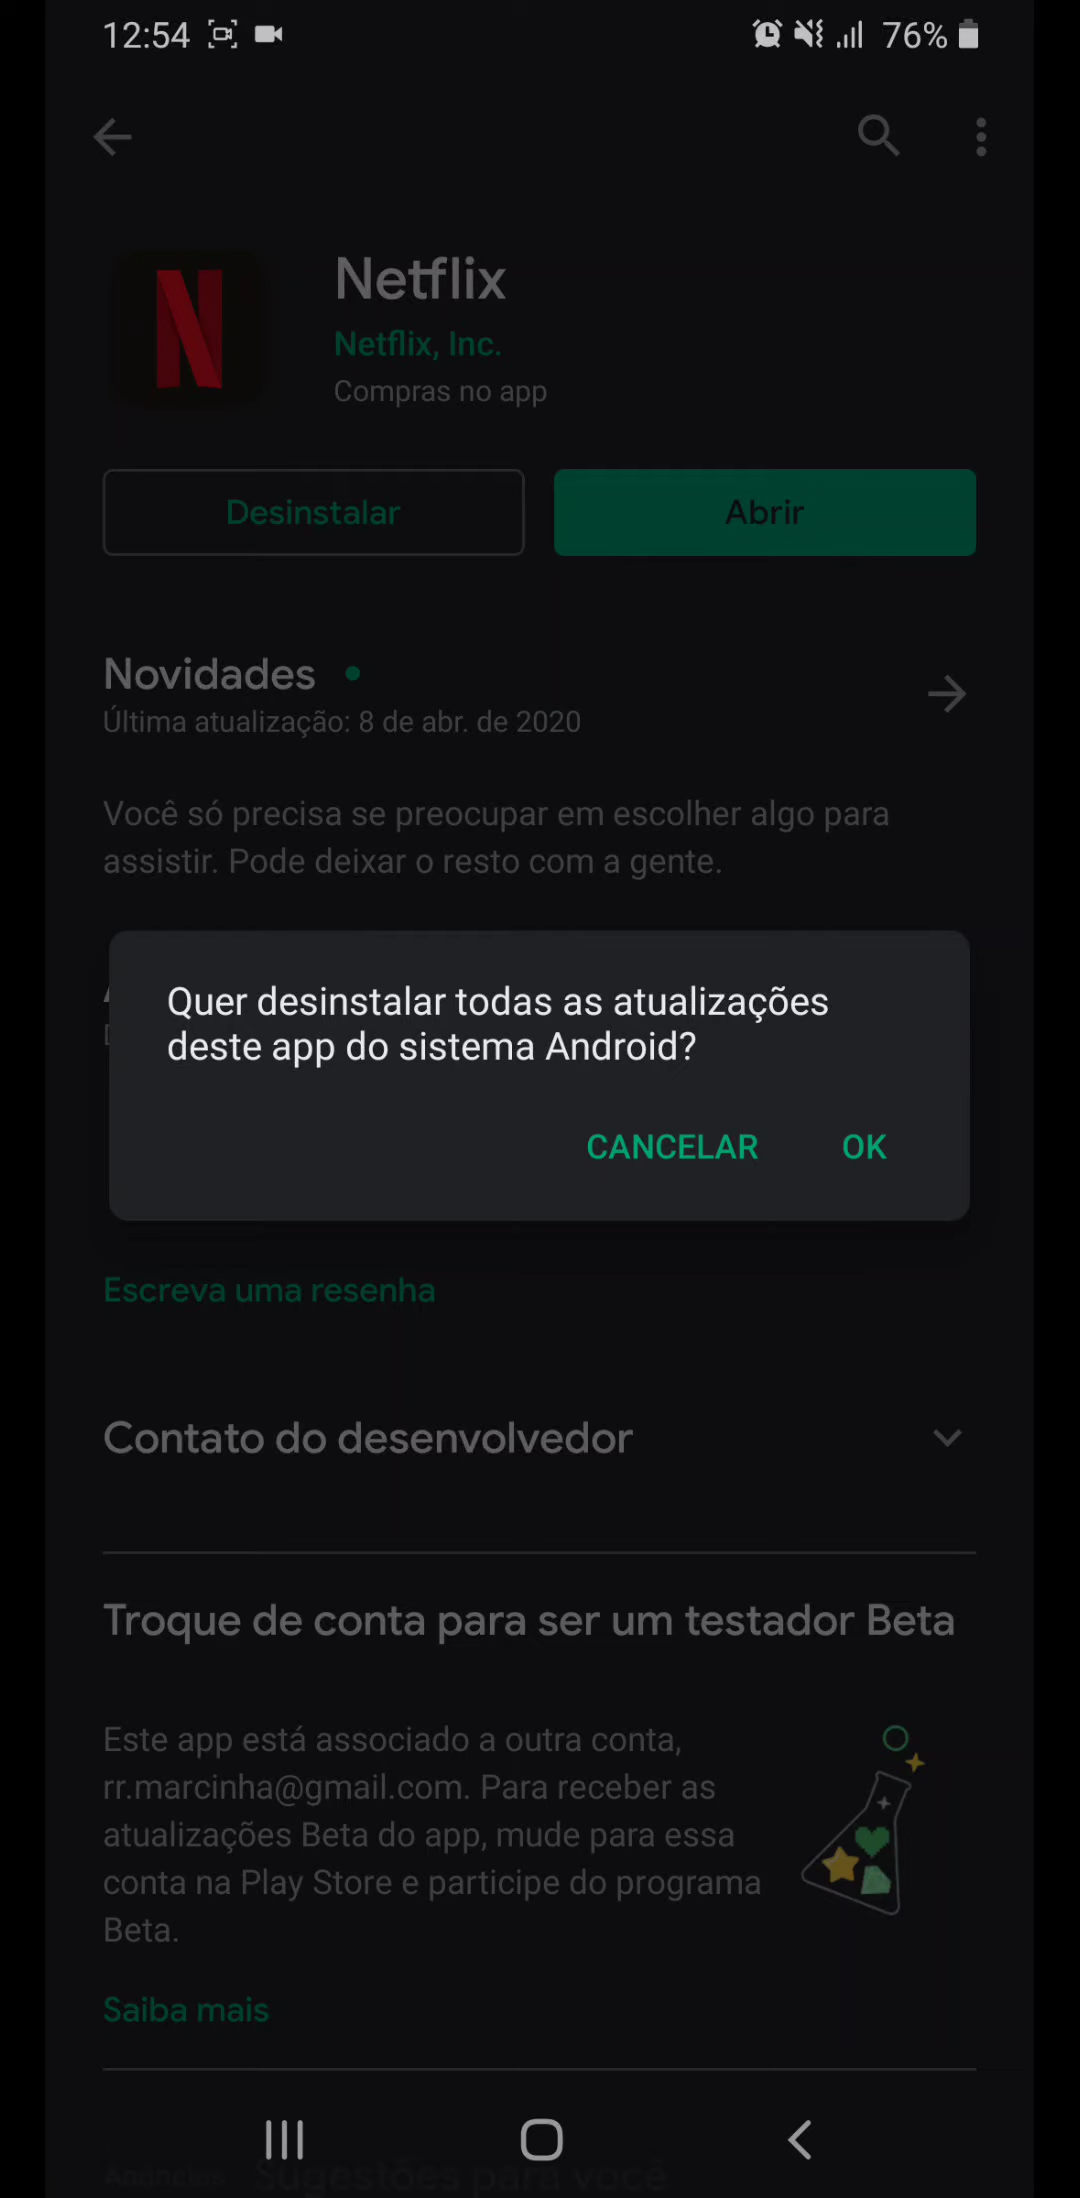 12:54
76%
Netflix
Netflix, Inc.
Compras no app
Desinstalar
Abrir
Novidades
Última atualização: 8 de abr. de 2020
Você só precisa se preocupar em escolher algo para
assistir. Pode deixar o resto com a gente.
Quer desinstalar todas as atualizações
deste app do sistema Android?
CANCELAR
OK
Escreva uma resenha
Contato do desenvolvedor
Troque de conta para ser um testador Beta
Este app está associado a outra conta,
rr.marcinha@gmail.com. Para receber as
atualizações Beta do app, mude para essa
conta na Play Store e participe do programa
Beta.
Saiba mais
Anúncios
Sugestões para você